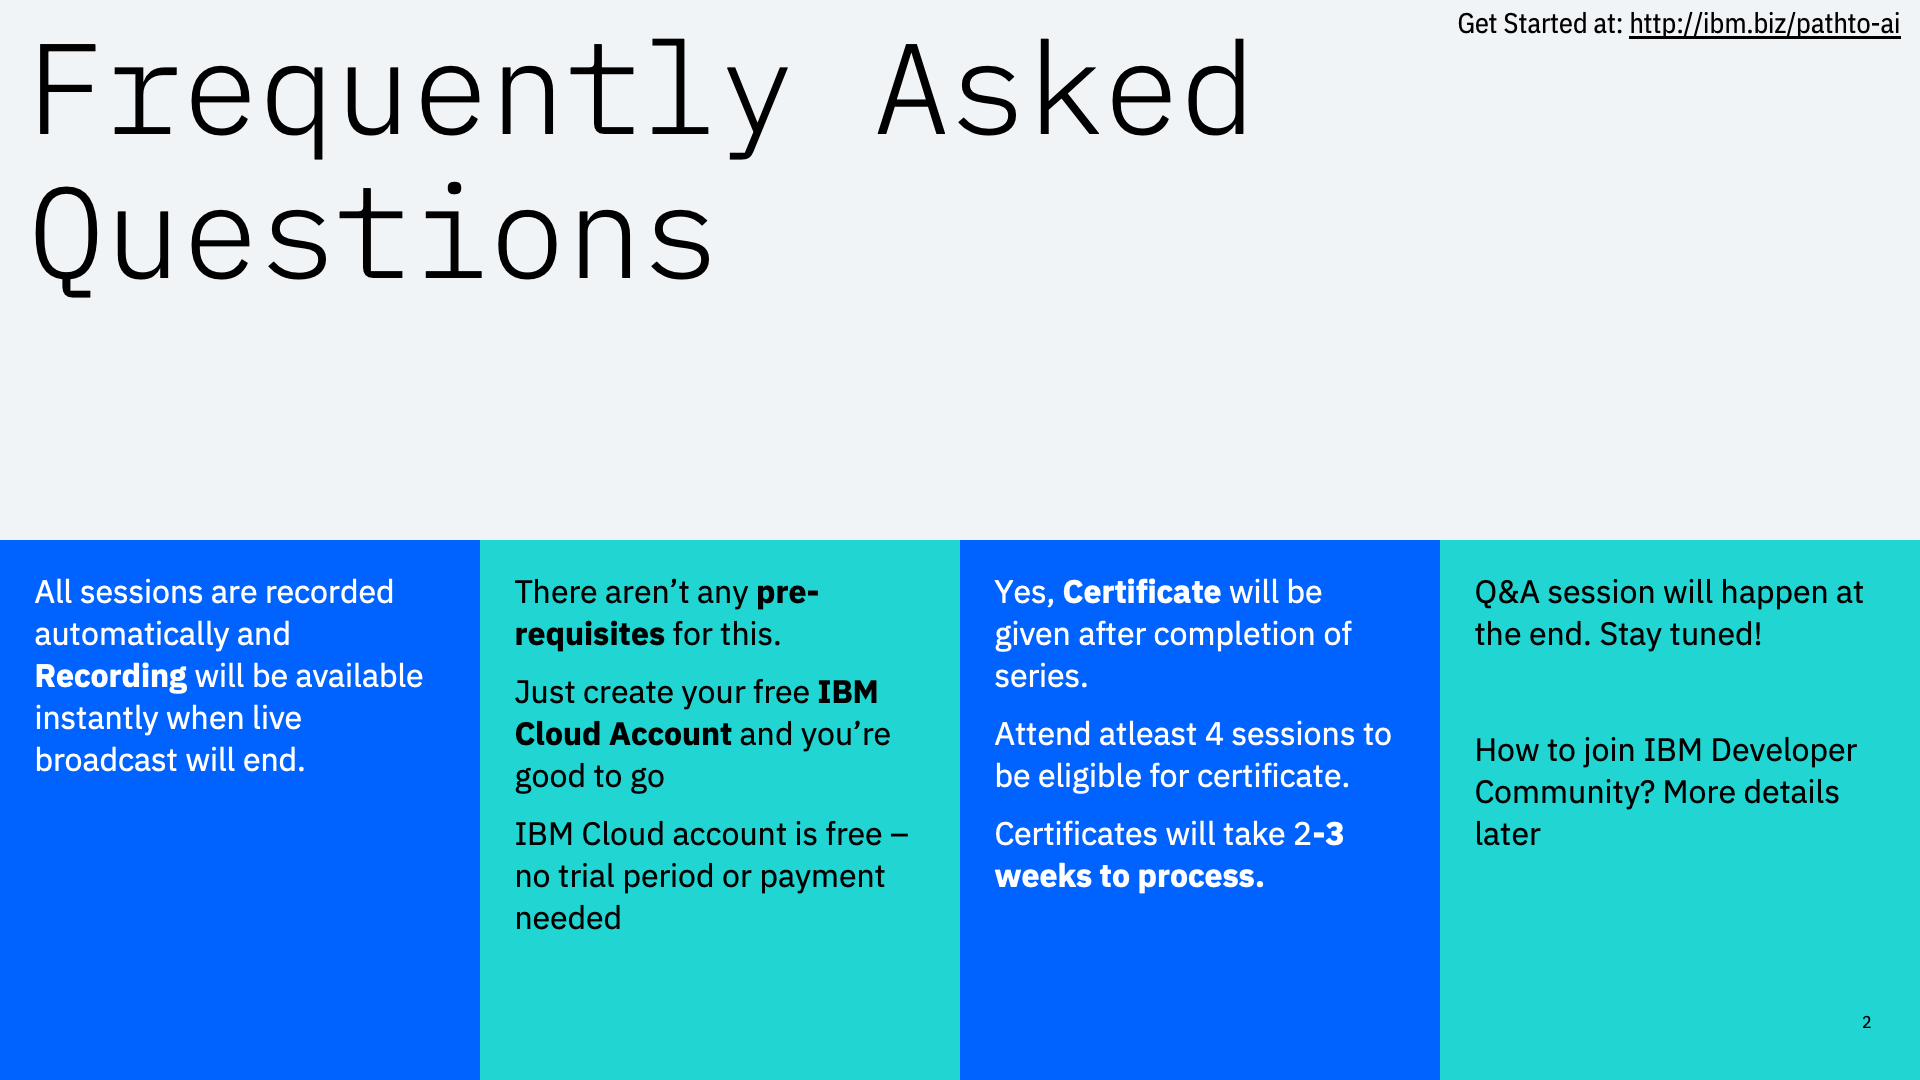 Get Started at: http://ibm.biz/pathto-ai
Frequently Asked
Questions
All sessions are recorded
automatically and
Recording will be available
instantly when live
broadcast will end.
There aren’t any pre-
requisites for this.
Just create your free IBM
Cloud Account and you’re
good to go
IBM Cloud account is free –
no trial period or payment
needed
Yes, Certificate will be
given after completion of
series.
Attend atleast 4 sessions to
be eligible for certificate.
Certificates will take 2-3
weeks to process.
Q&A session will happen at
the end. Stay tuned!
How to join IBM Developer
Community? More details
later
2